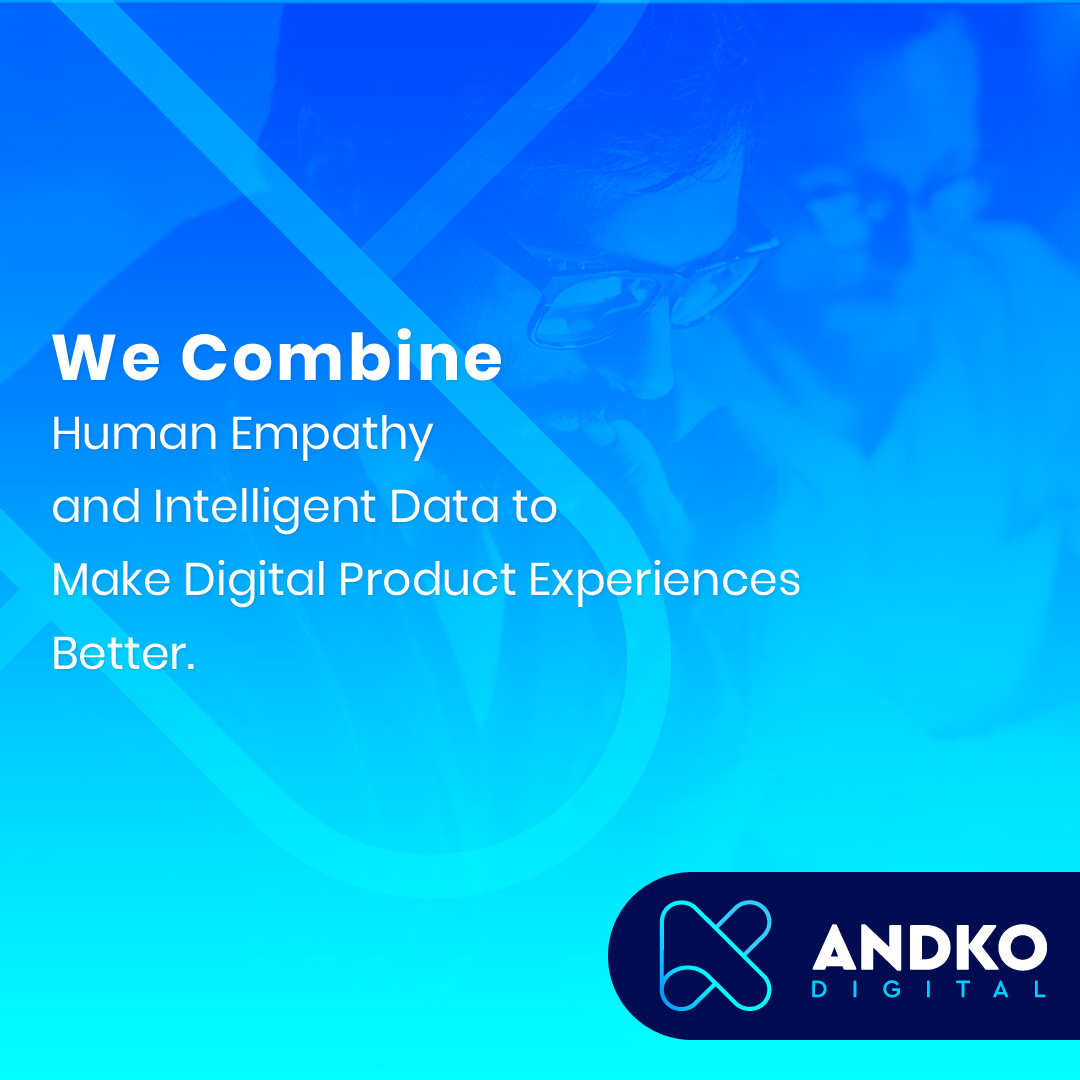 We Combine
Human Empathy
and Intelligent Data to
Make Digital Product Experiences
Better.
ANDKO
DIGITAL